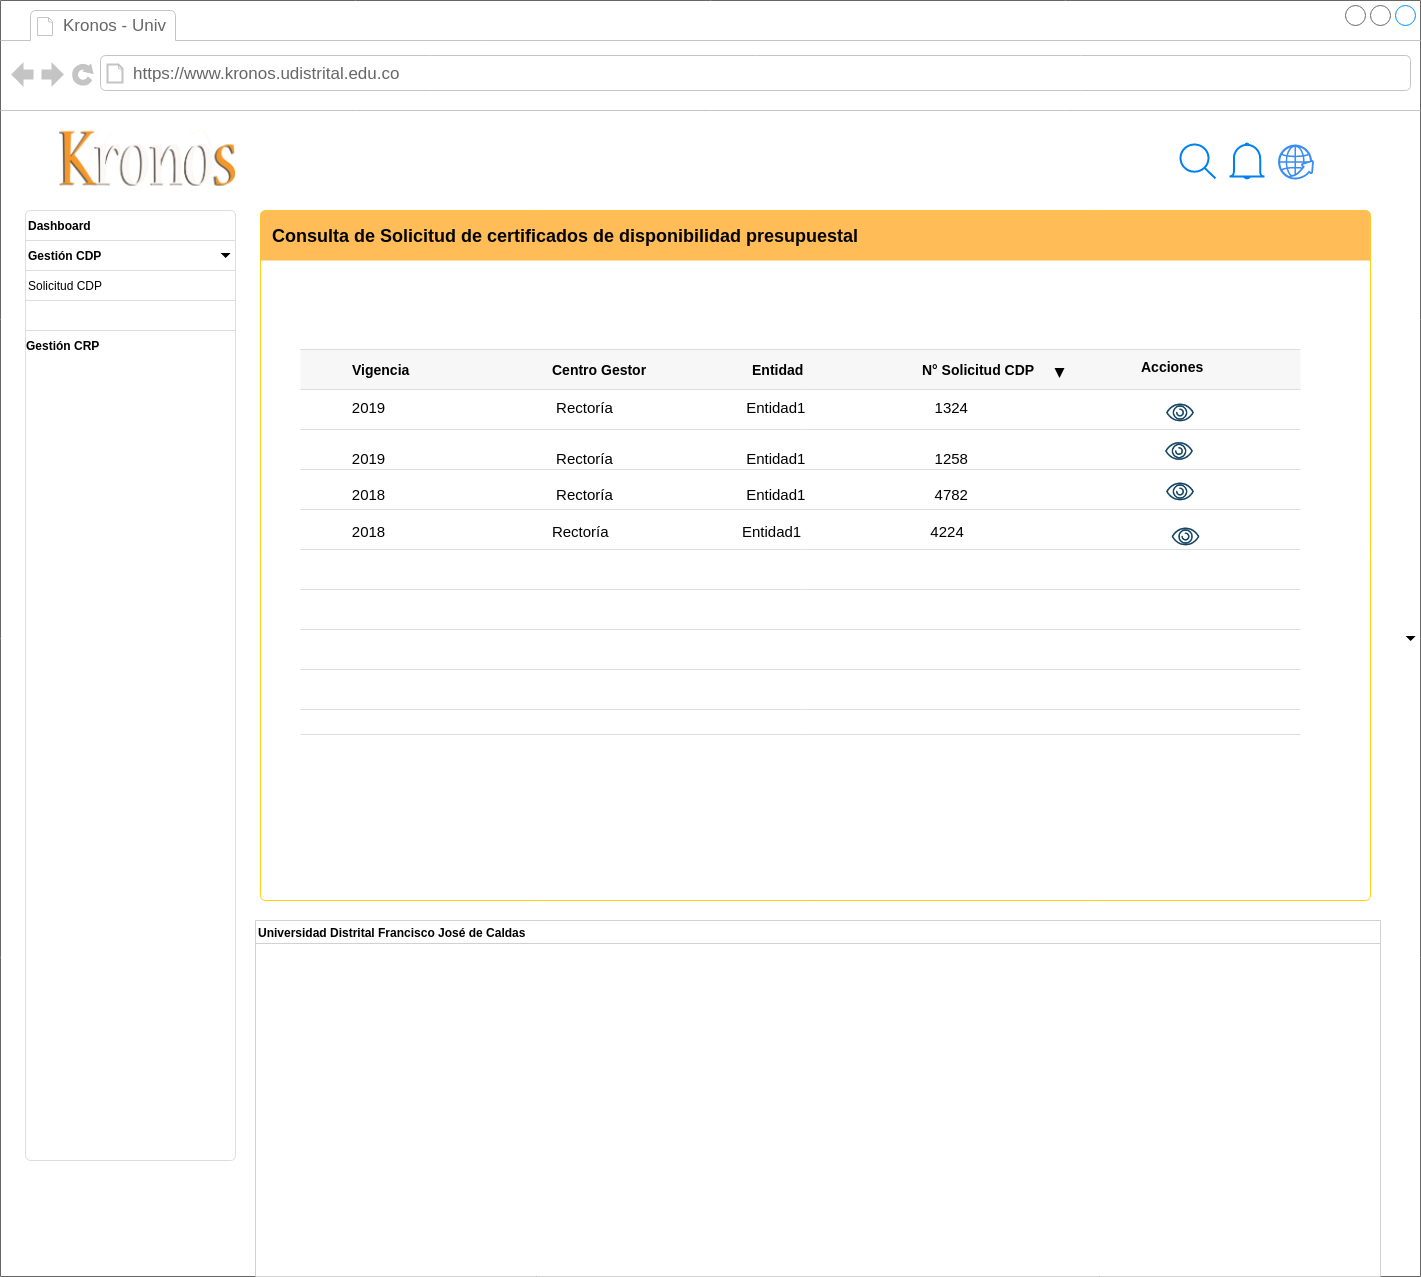 Kronos - Univ
https://www.kronos.udistrital.edu.co
Kronos
Dashboard
Gestión CDP
Solicitud CDP
Gestión CRP
Consulta de Solicitud de certificados de disponibilidad presupuestal
Vigencia Centro Gestor Entidad N° Solicitud CDP Acciones
2019 Rectoría Entidad1 1324
2019 Rectoría Entidad1 1258
2018 Rectoría Entidad1 4782
2018 Rectoría Entidad1 4224
Universidad Distrital Francisco José de Caldas